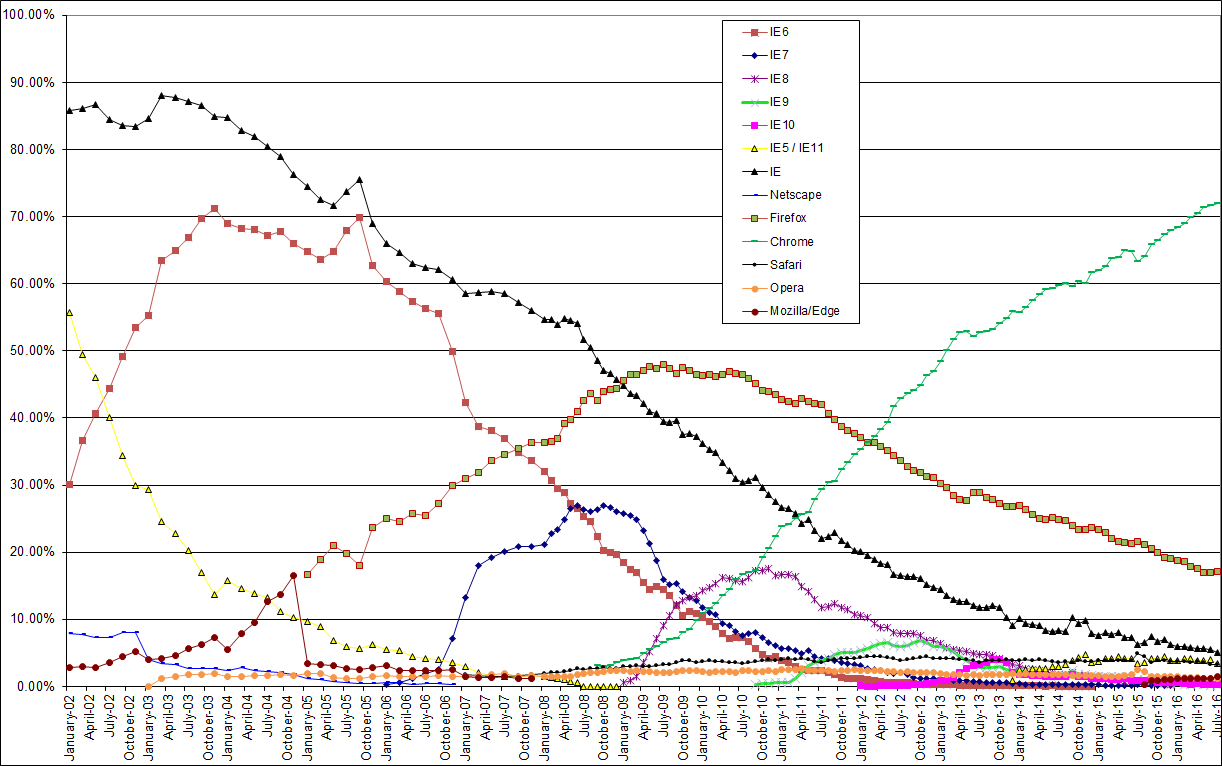 100.00%
90.00%
80.00%
70.00%
60.00%
50.00%
40.00%
30.00%
20.00%
10.00%
0.00%
IE6
IE7
IE8
IE9
IE10
IE5 / IE11
IE
Netscape
Firefox
Chrome
Safari
Opera
Mozilla/Edge
January-02
April-02
July-02
October-02
January-03
April-03
July-03
October-03
January-04
April-04
July-04
October-04
January-05
April-05
July-05
October-05
January-06
April-06
July-06
October-06
January-07
April-07
July-07
October-07
January-08
April-08
July-08
October-08
January-09
April-09
July-09
October-09
January-10
April-10
July-10
October-10
January-11
April-11
July-11
October-11
January-12
April-12
July-12
October-12
January-13
April-13
July-13
October-13
January-14
April-14
July-14
October-14
January-15
April-15
July-15
October-15
January-16
April-16
July-16